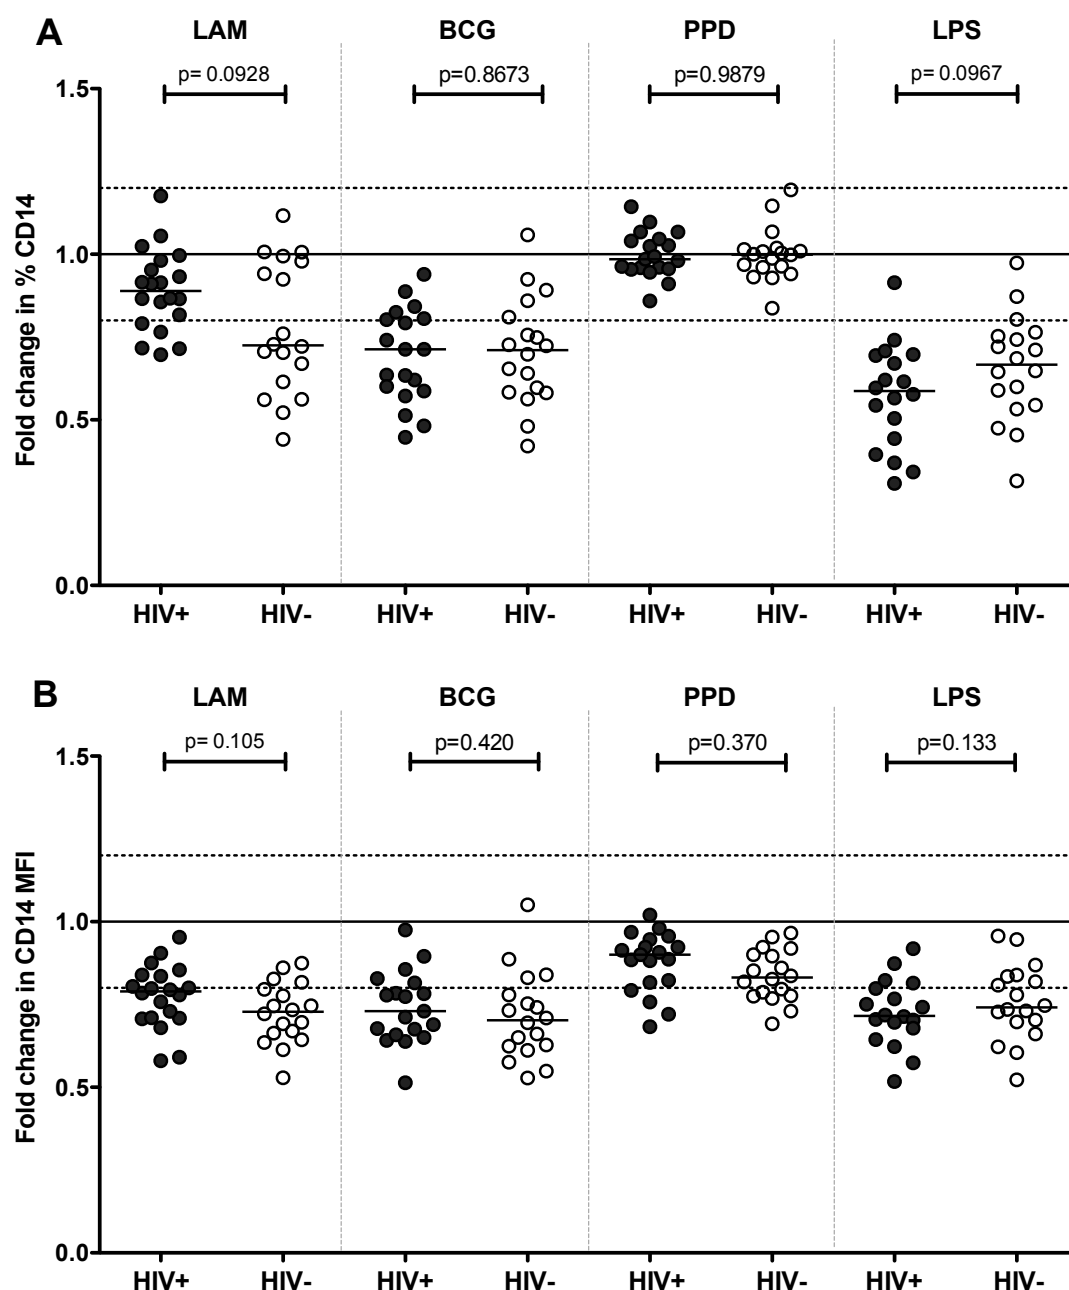 A
LAM BCG PPD LPS
p= 0.0928 p=0.8673 p=0.9879 p= 0.0967
1.5
1.0
0.5
0.0
Fold change in % CD14
HIV+ HIV- HIV+ HIV- HIV+ HIV- HIV+ HIV-
B
LAM BCG PPD LPS
p= 0.105 p=0.420 p=0.370 p=0.133
1.5
1.0
0.5
0.0
Fold change in CD14 MFI
HIV+ HIV- HIV+ HIV- HIV+ HIV- HIV+ HIV-